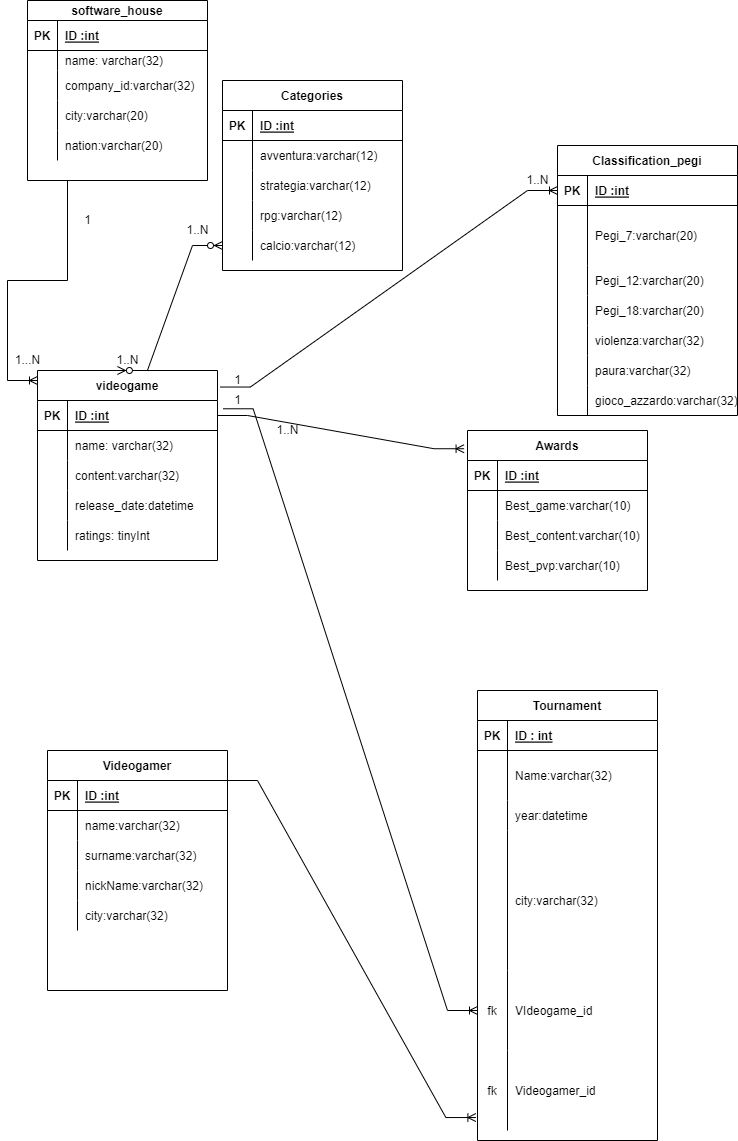 software_house
PK ID :int
name: varchar(32)
company_id:varchar(32)
city:varchar(20)
nation:varchar(20)
1
1...N
Categories
PK ID :int
avventura:varchar(12)
strategia:varchar(12)
rpg:varchar(12)
calcio:varchar(12)
1..N
1..N
Classification_pegi
PK ID :int
Pegi_7:varchar(20)
Pegi_12:varchar(20)
Pegi_18:varchar(20)
violenza:varchar(32)
paura:varchar(32)
gioco_azzardo:varchar(32)
1..N
1
videogame
PK ID :int
name: varchar(32)
content:varchar(32)
release_date:datetime
ratings: tinyInt
1
1..N
Awards
PK ID :int
Best_game:varchar(10)
Best_content:varchar(10)
Best_pvp:varchar(10)
Videogamer
PK ID :int
name:varchar(32)
surname:varchar(32)
nickName:varchar(32)
city:varchar(32)
Tournament
PK ID : int
Name:varchar(32)
year:datetime
city:varchar(32)
fk VIdeogame_id
fk Videogamer_id